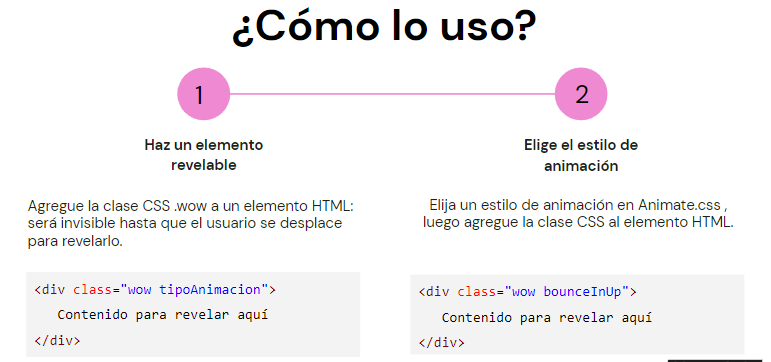 ¿Cómo lo uso?
1
2
Haz un elemento
revelable
Agregue la clase CSS .wow a un elemento HTML:
será invisible hasta que el usuario se desplace
para revelarlo.
<div class="wow tipoAnimacion">
Contenido para revelar aquí
</div>
Elige el estilo de
animación
Elija un estilo de animación en Animate.css ,
luego agregue la clase CSS al elemento HTML.
<div class="wow bounceInUp">
Contenido para revelar aquí
</div>